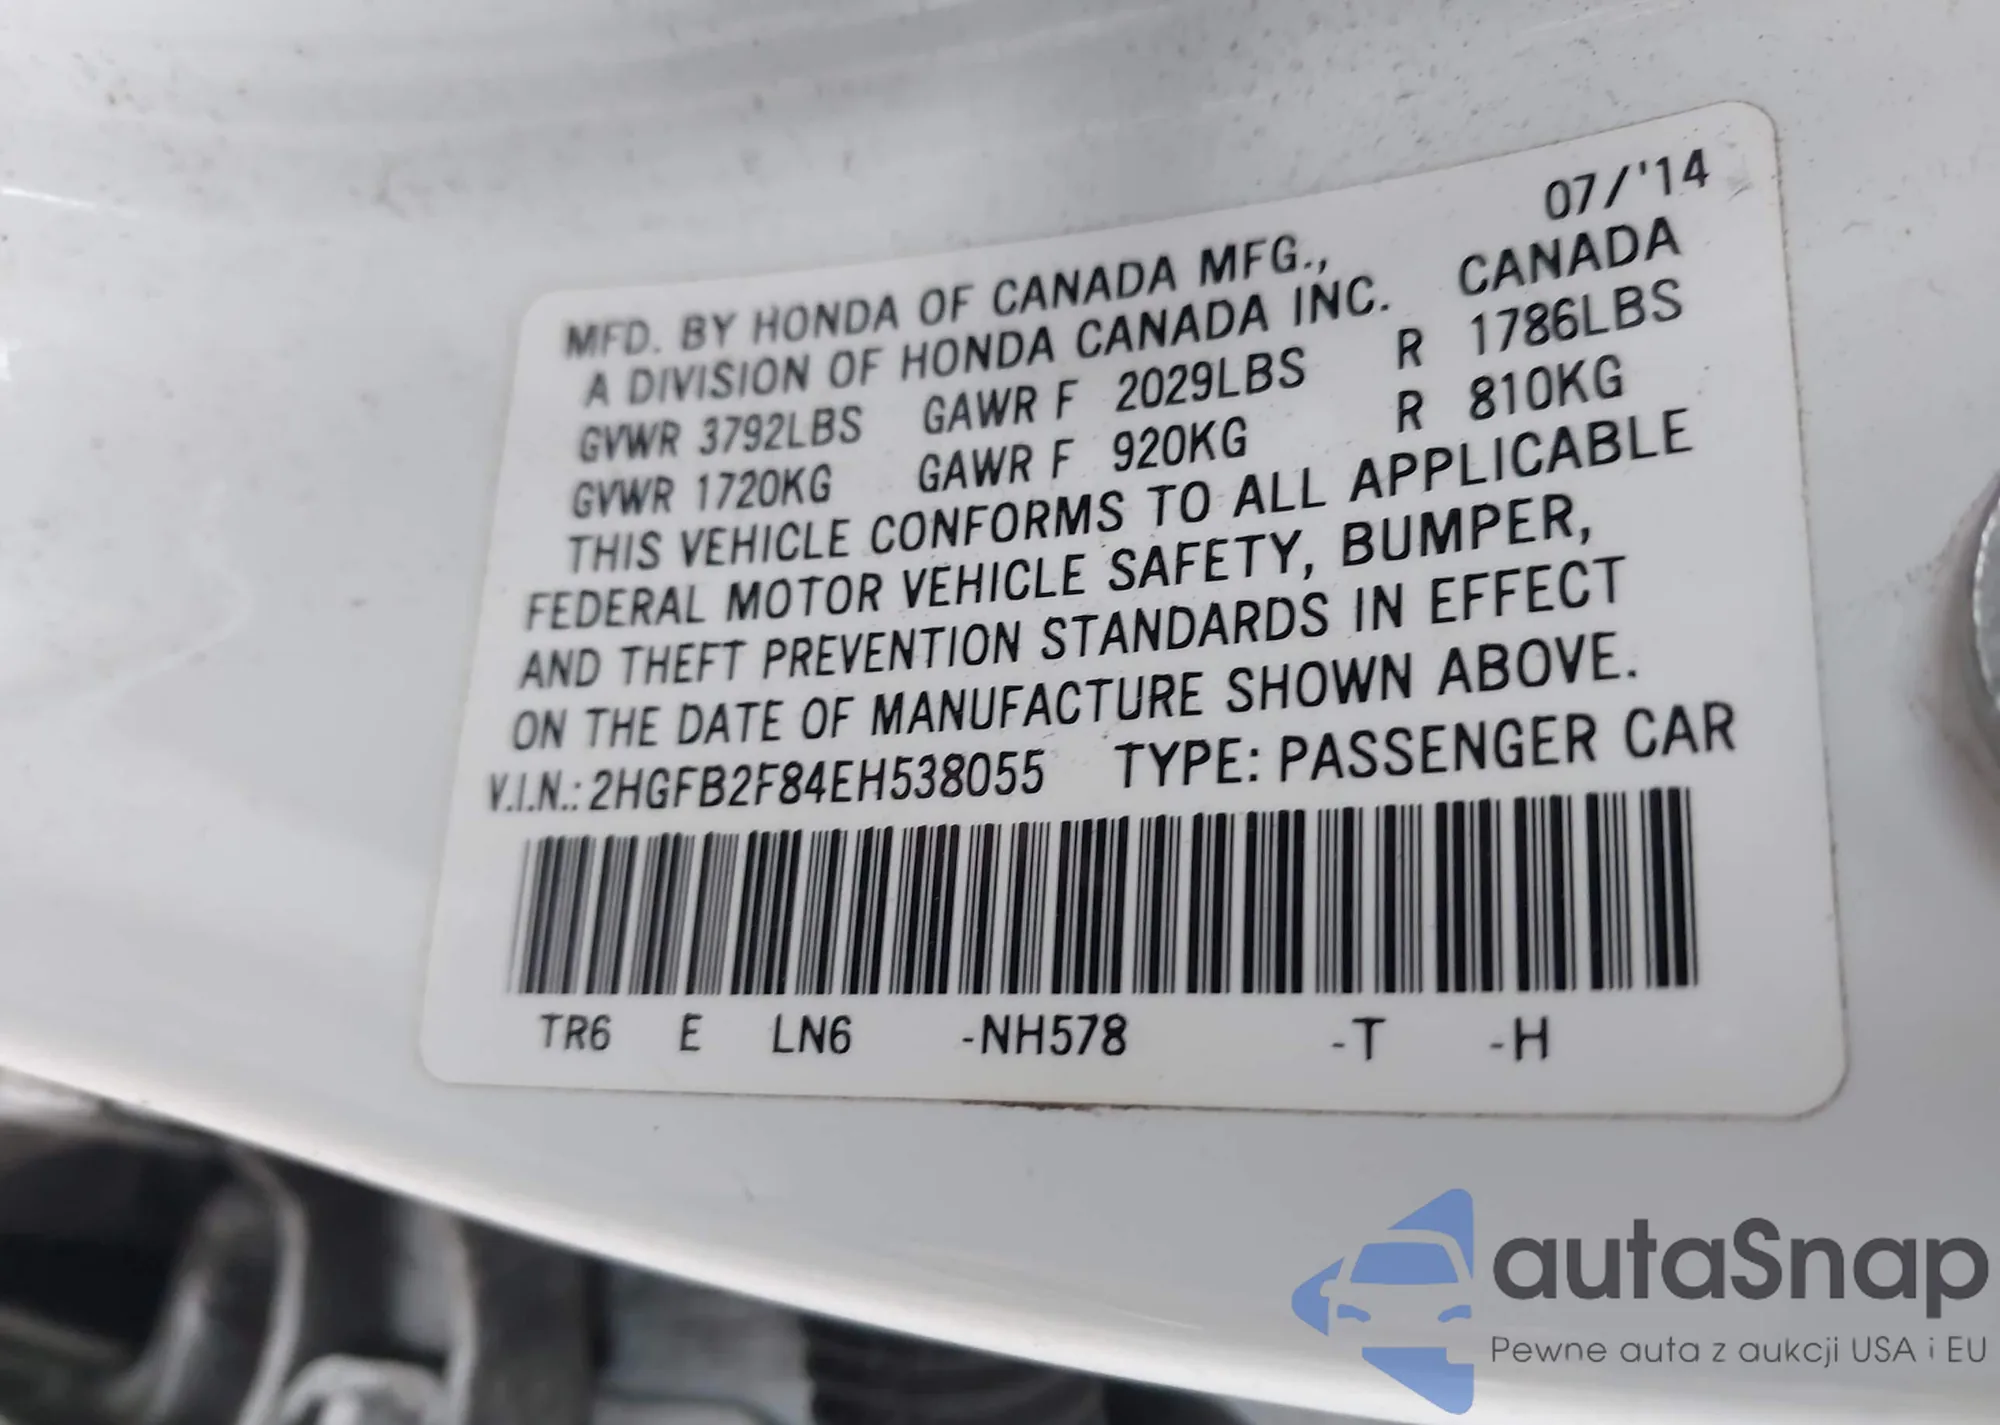 07/'14
MFD. BY HONDA OF CANADA MFG.,
A DIVISION OF HONDA CANADA INC. CANADA
GVWR 3792LBS GAWR F 2029LBS R 1786LBS
GVWR 1720KG GAWR F 920KG R 810KG
THIS VEHICLE CONFORMS TO ALL APPLICABLE
FEDERAL MOTOR VEHICLE SAFETY, BUMPER,
AND THEFT PREVENTION STANDARDS IN EFFECT
ON THE DATE OF MANUFACTURE SHOWN ABOVE.
V.I.N.: 2HGFB2F84EH538055 TYPE: PASSENGER CAR
TR6 E LN6 -NH578 -T -H
autaSnap
Pewne auta z aukcji USA i EU